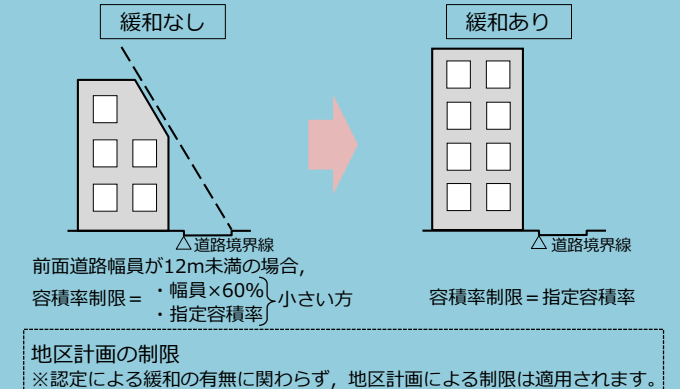 緩和なし
緩和あり
△道路境界線
△道路境界線
前面道路幅員が12m未満の場合，
容積率制限＝ ・幅員×60% 小さい方
・指定容積率
容積率制限＝指定容積率
地区計画の制限
※認定による緩和の有無に関わらず，地区計画による制限は適用されます。